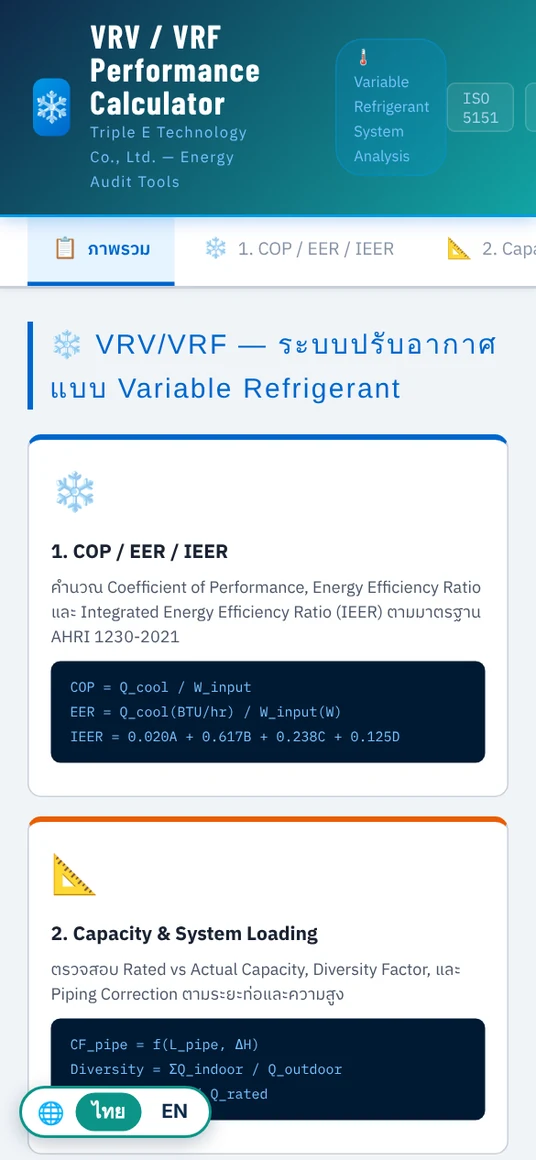 VRV / VRF
Performance
Calculator
Triple E Technology
Co., Ltd. — Energy
Audit Tools
Variable
Refrigerant
System
Analysis
ISO
5151
ภาพรวม
1. COP / EER / IEER
2. Capa
VRV/VRF — ระบบปรับอากาศ
แบบ Variable Refrigerant
1. COP / EER / IEER
คำนวณ Coefficient of Performance, Energy Efficiency Ratio
และ Integrated Energy Efficiency Ratio (IEER) ตามมาตรฐาน
AHRI 1230-2021
COP = Q_cool / W_input
EER = Q_cool(BTU/hr) / W_input(W)
IEER = 0.020A + 0.617B + 0.238C + 0.125D
2. Capacity & System Loading
ตรวจสอบ Rated vs Actual Capacity, Diversity Factor, และ
Piping Correction ตามระยะท่อและความสูง
CF_pipe = f(L_pipe, ΔH)
Diversity = ΣQ_indoor / Q_outdoor
Q_rated
ไทย EN